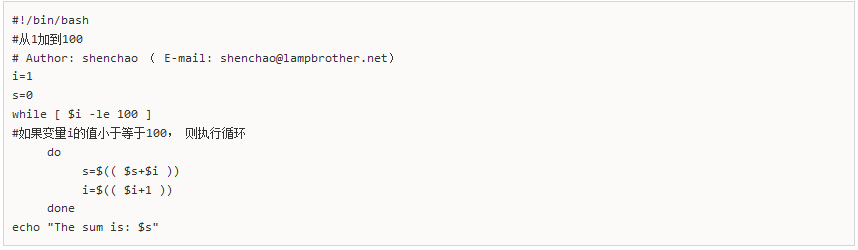 #!/bin/bash
#从1加到100
# Author: shenchao ( E-mail: shenchao@lampbrother.net)
i=1
s=0
while [ $i -le 100 ]
#如果变量i的值小于等于100， 则执行循环
     do
          s=$(( $s+$i ))
          i=$(( $i+1 ))
     done
echo "The sum is: $s"